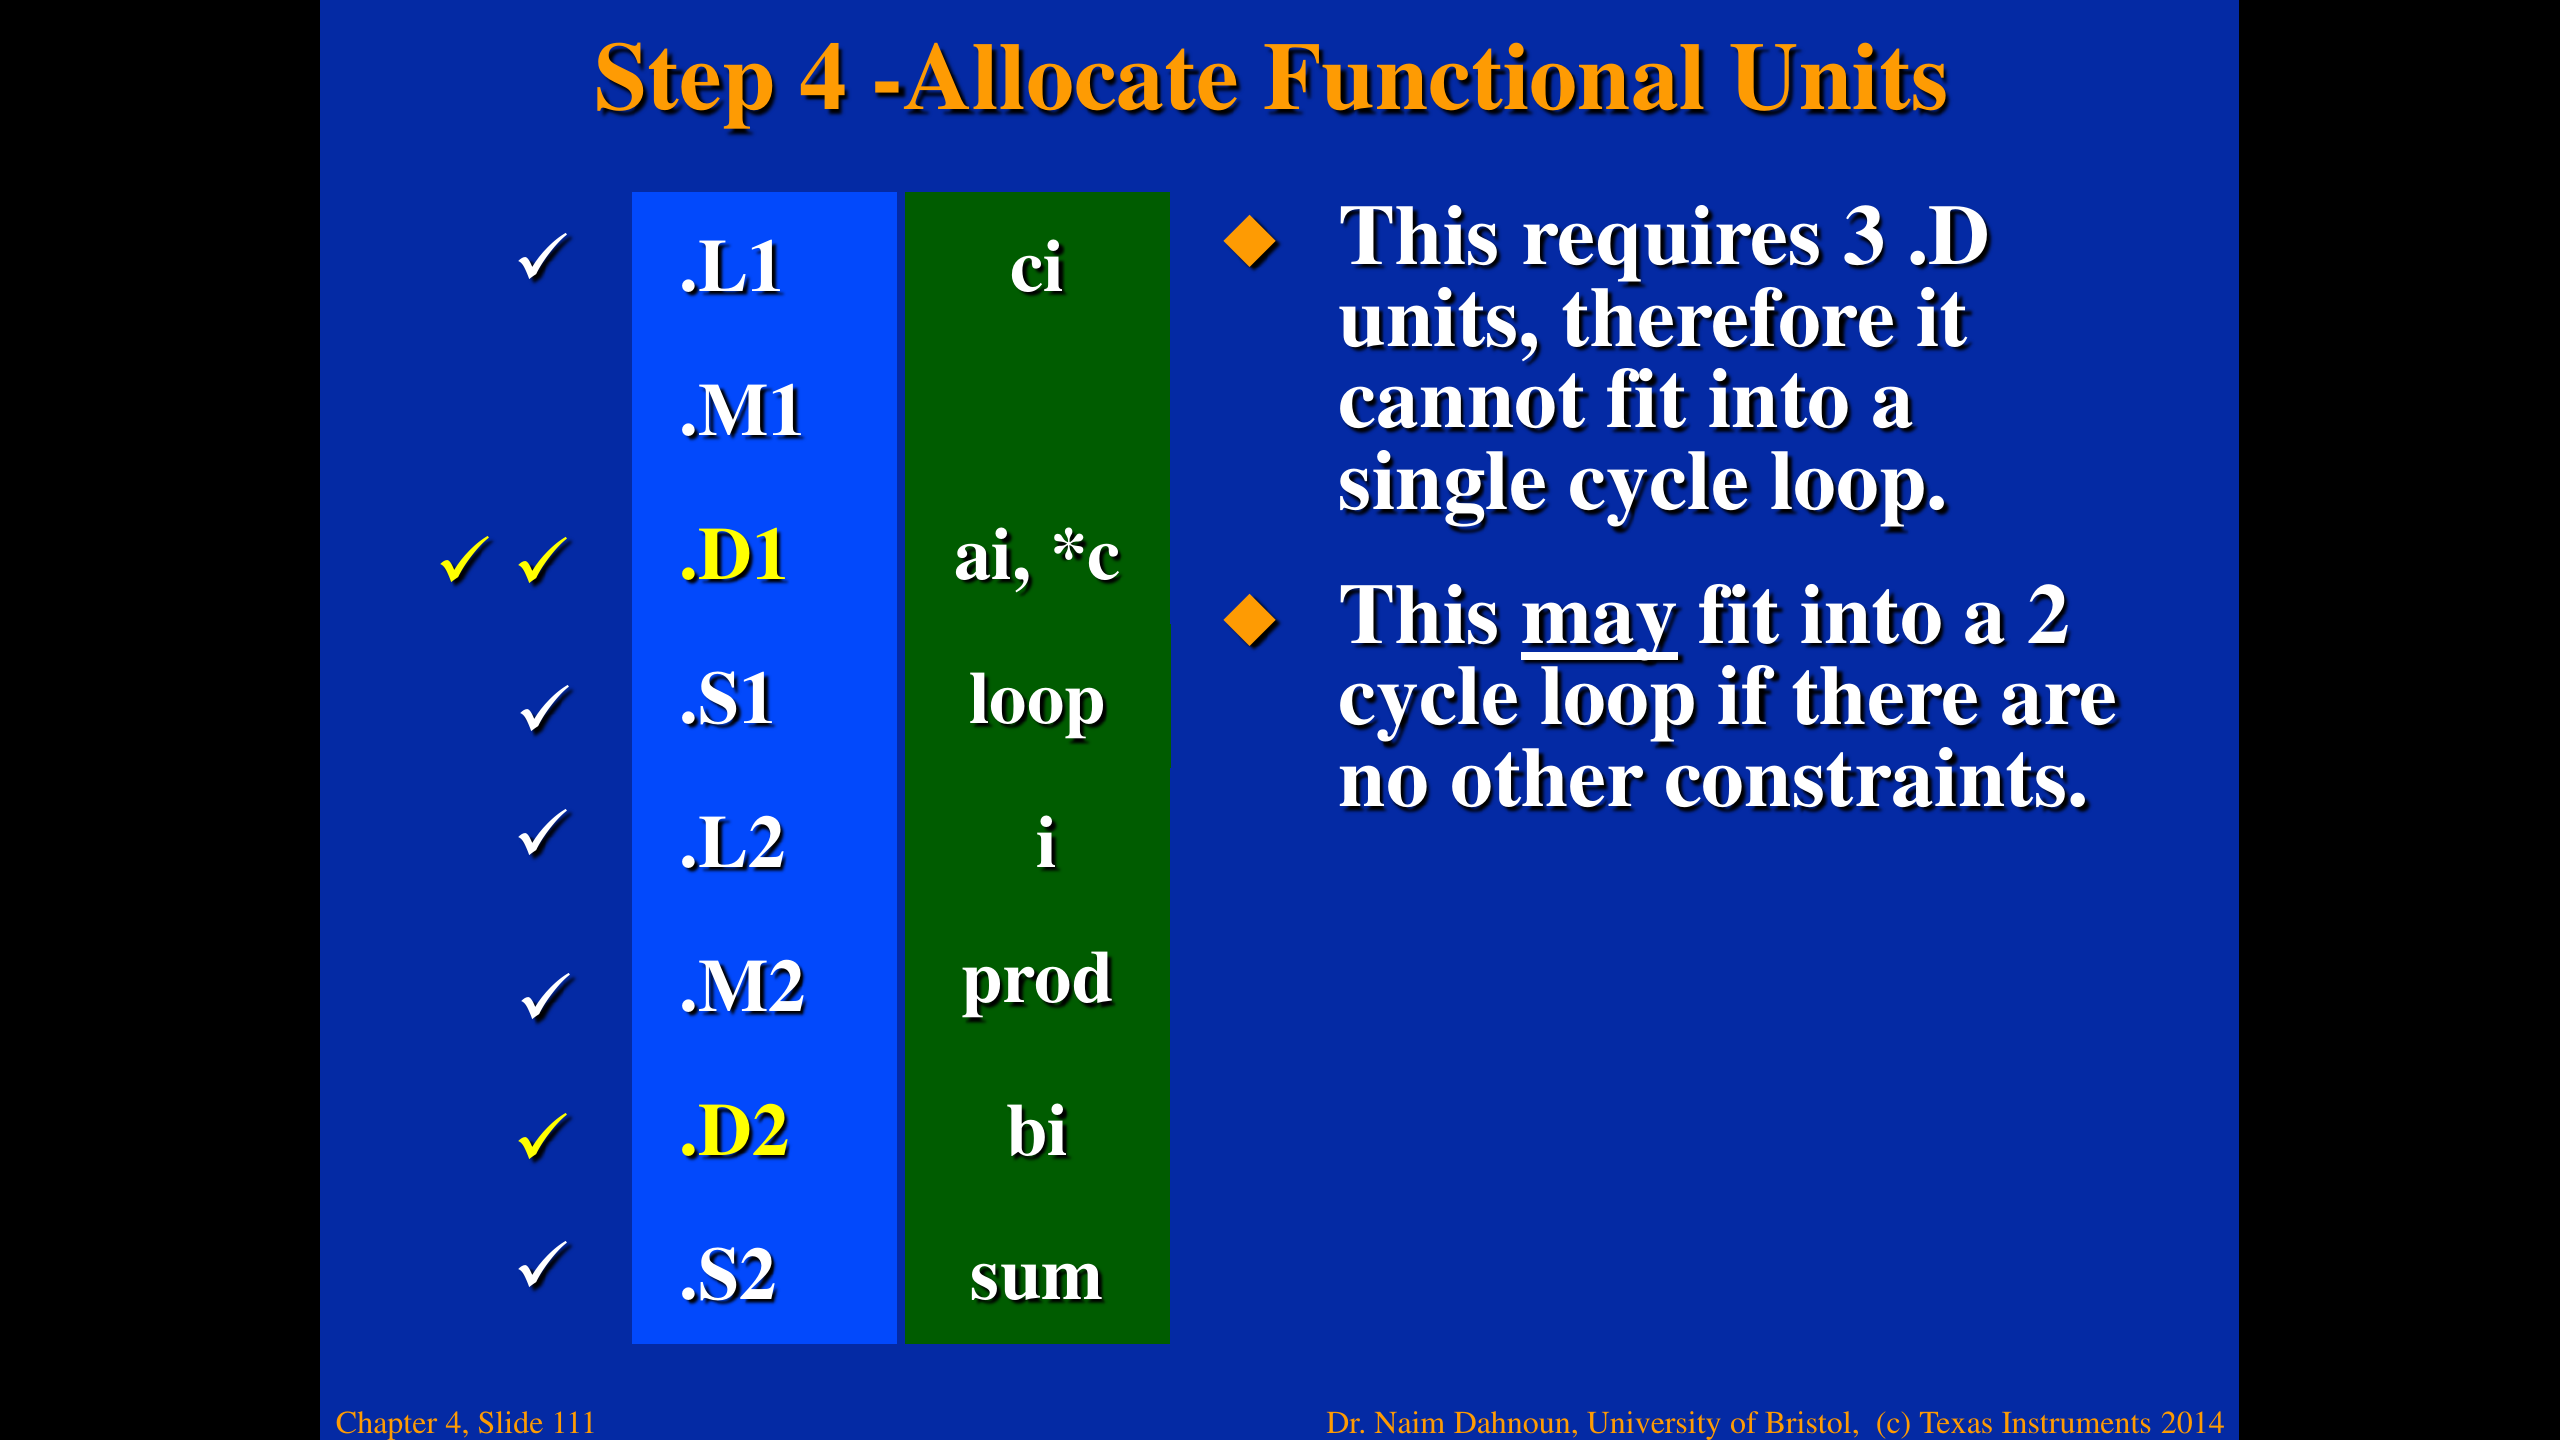 Step 4 -Allocate Functional Units
.L1 ci
.M1
.D1 ai, *c
.S1 loop
.L2 i
.M2 prod
.D2 bi
.S2 sum
This requires 3 .D
units, therefore it
cannot fit into a
single cycle loop.
This may fit into a 2
cycle loop if there are
no other constraints.
Chapter 4, Slide 111
Dr. Naim Dahnoun, University of Bristol, (c) Texas Instruments 2014